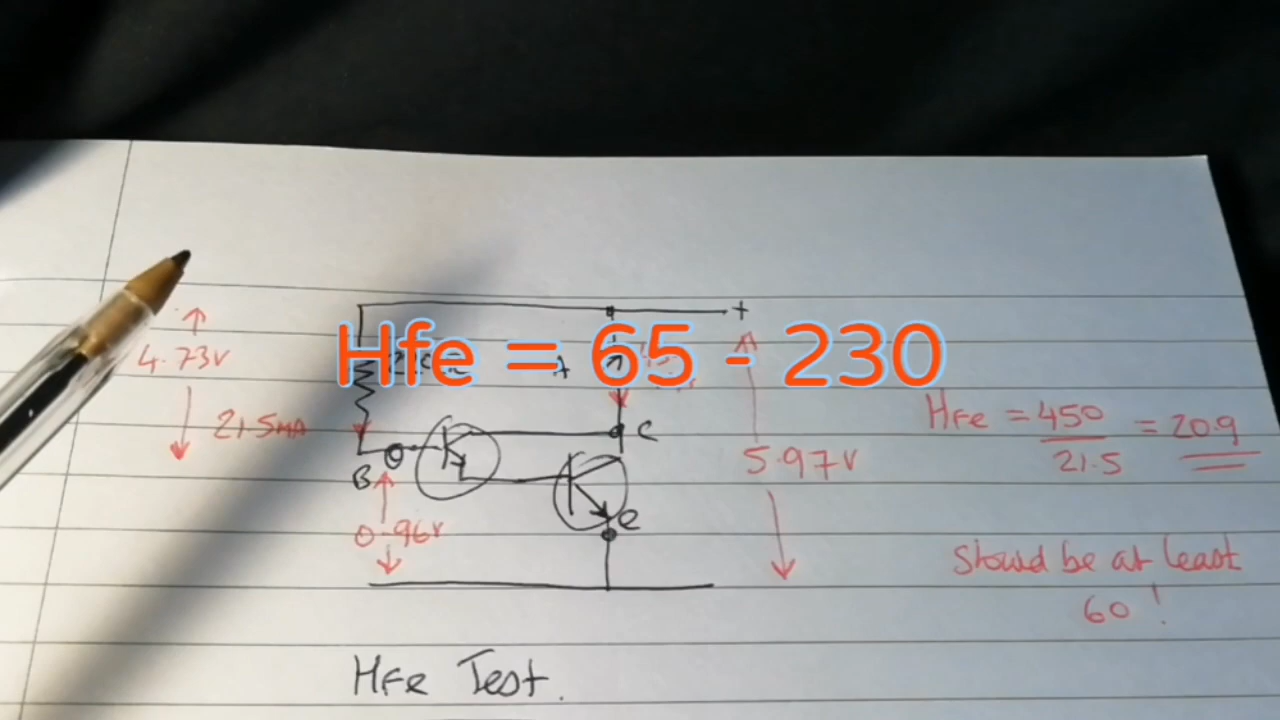 Hfe = 65 - 230
+
4.73V
21.5mA
B
C
e
0.96V
5.97V
A
HFe = 450
21.5
= 20.9
Should be at least
60!
HFe Test.